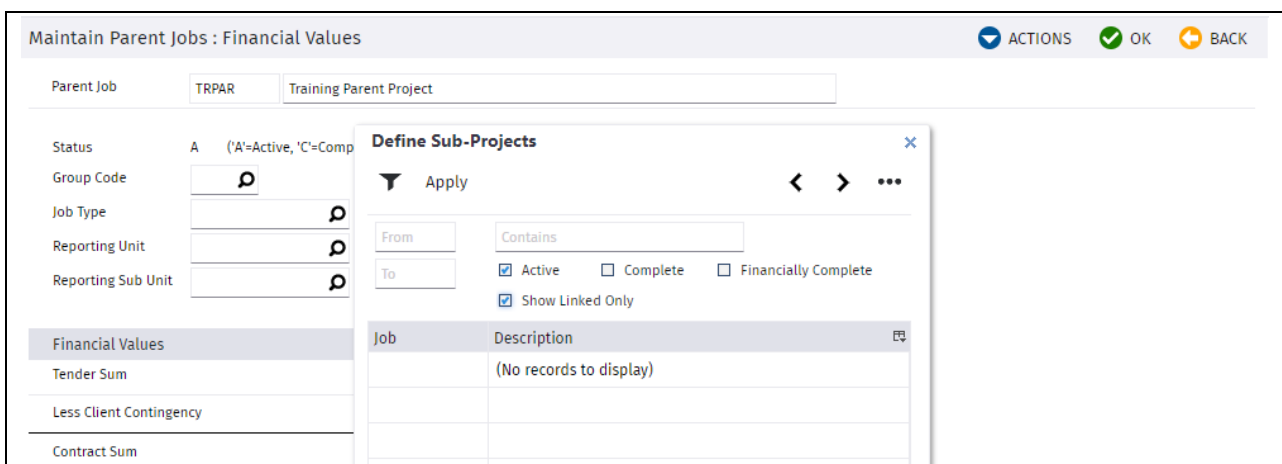 Maintain Parent Jobs : Financial Values ACTIONS OK BACK
Parent Job TRPAR Training Parent Project
Define Sub-Projects ×
Status A ('A'=Active, 'C'=Comp
Apply
Group Code
Job Type
From Contains
Reporting Unit
To Active Complete Financially Complete
Reporting Sub Unit
Show Linked Only
Job Description
Financial Values
(No records to display)
Tender Sum
Less Client Contingency
Contract Sum